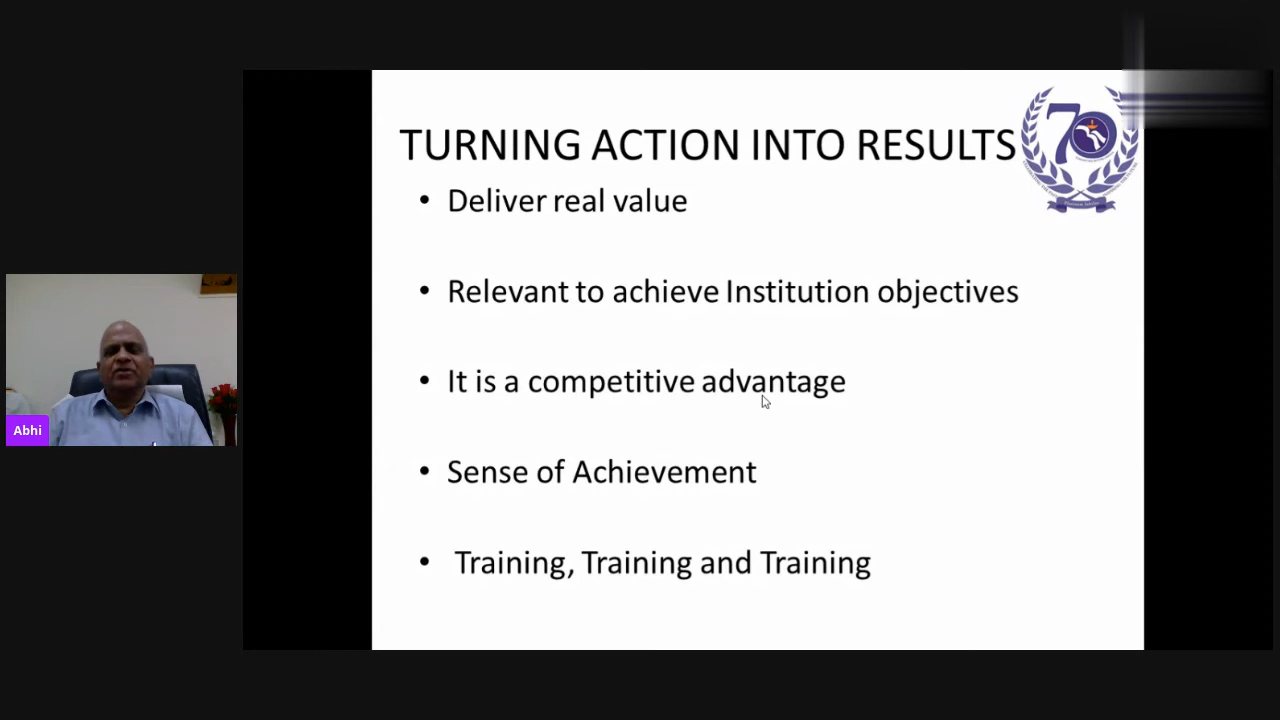 TURNING ACTION INTO RESULTS
70
• Deliver real value
• Relevant to achieve Institution objectives
• It is a competitive advantage
• Sense of Achievement
• Training, Training and Training
Abhi